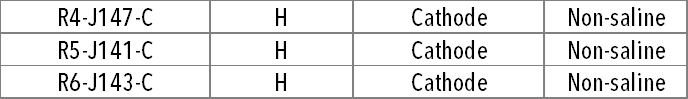 R4-J147-C H Cathode Non-saline
R5-J141-C H Cathode Non-saline
R6-J143-C H Cathode Non-saline